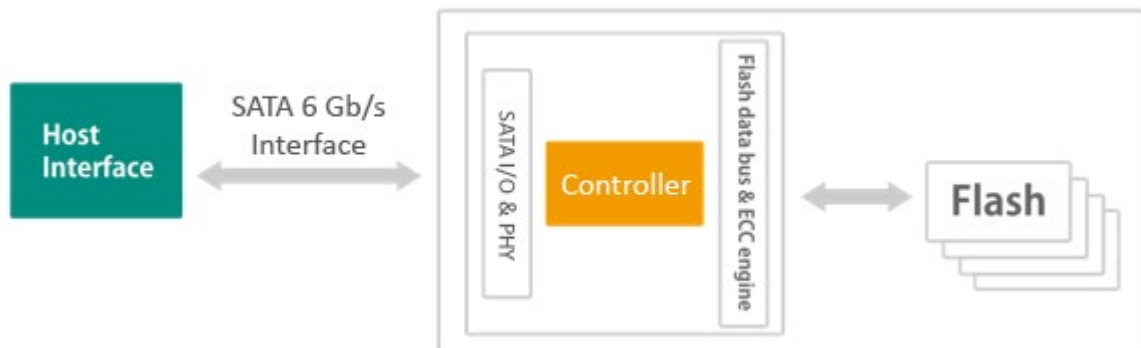 Host
Interface
SATA 6 Gb/s
Interface
SATA I/O & PHY
Controller
Flash data bus & ECC engine
Flash